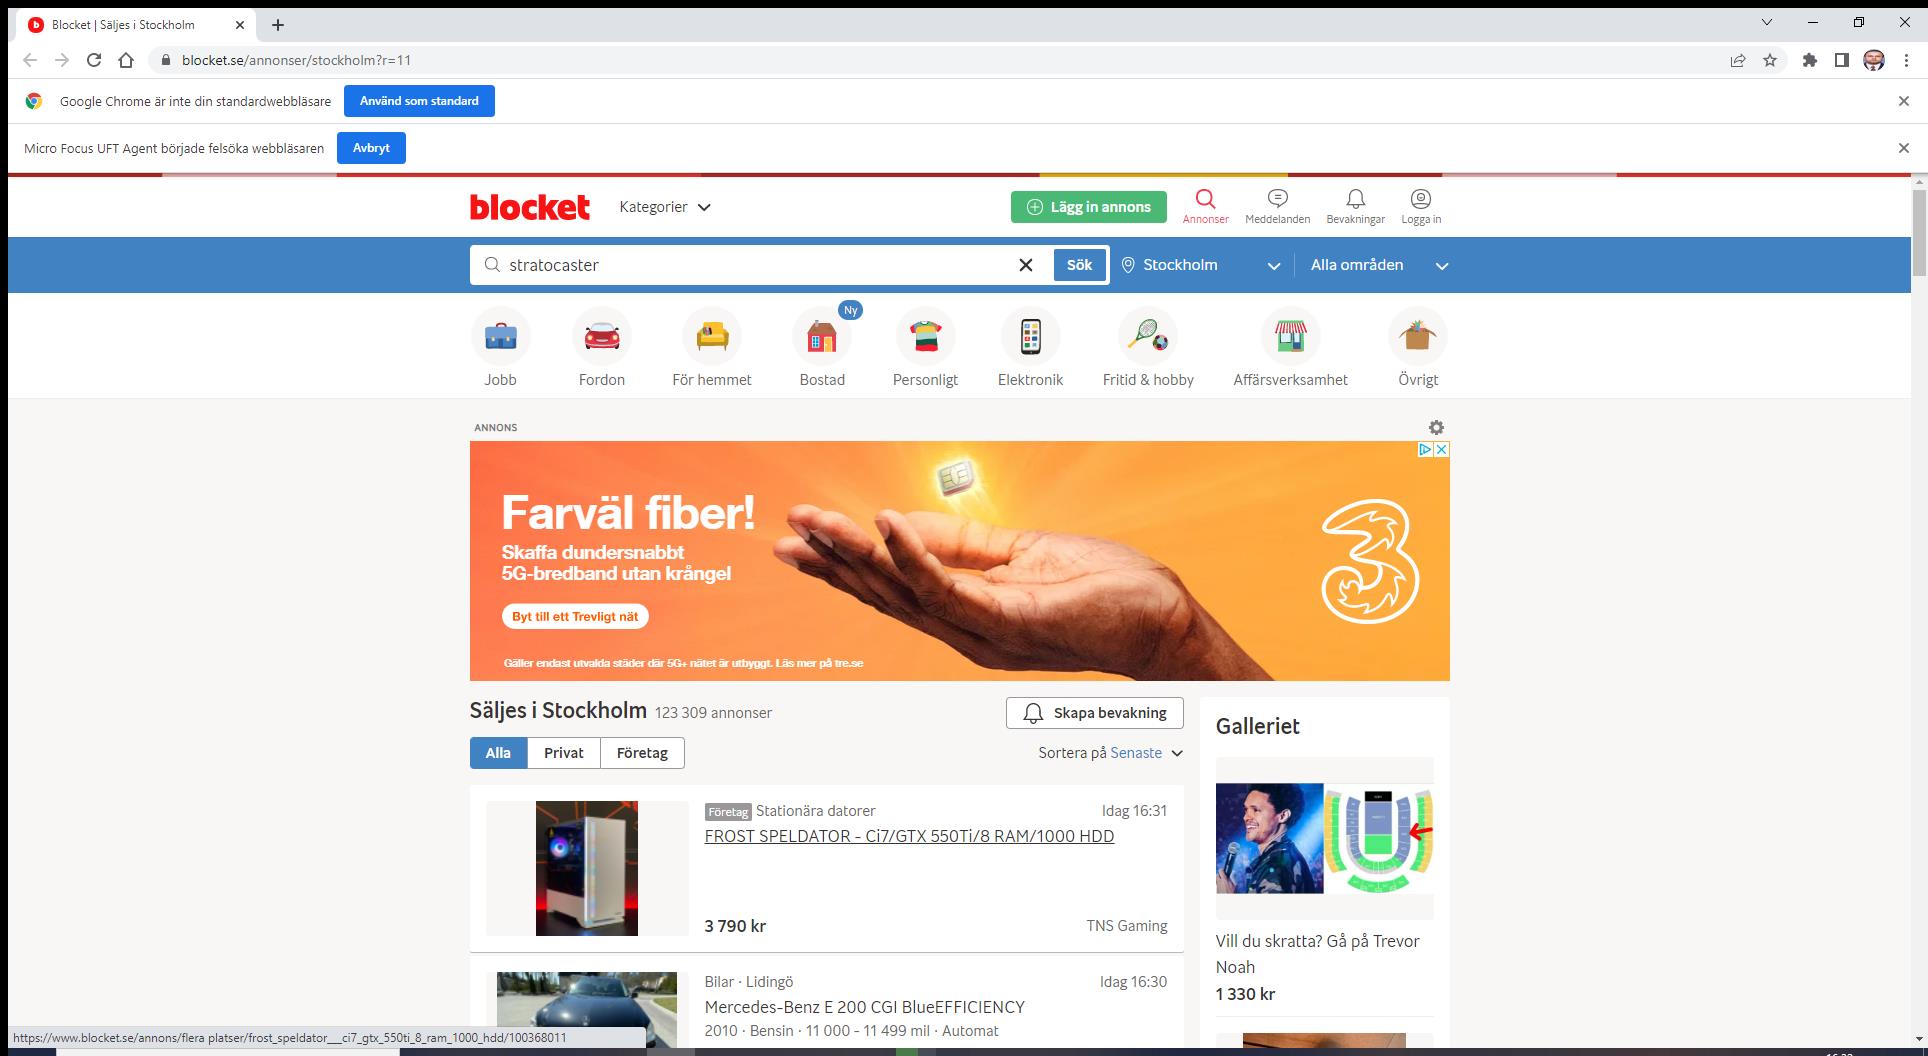 Blocket | Säljes i Stockholm
blocket.se/annonser/stockholm?r=11
Google Chrome är inte din standardwebbläsare
Använd som standard
Micro Focus UFT Agent började felsöka webbläsaren
Avbryt
blocket
Kategorier
Lägg in annons
Annonser
Meddelanden
Bevakningar
Logga in
stratocaster
Sök
Stockholm
Alla områden
Ny
Jobb
Fordon
För hemmet
Bostad
Personligt
Elektronik
Fritid & hobby
Affärsverksamhet
Övrigt
ANNONS
Farväl fiber!
Skaffa dundersnabbt
5G-bredband utan krångel
Byt till ett Trevligt nät
Gäller endast utvalda städer där 5G+ nätet är utbyggt. Läs mer på tre.se
3
Säljes i Stockholm 123 309 annonser
Skapa bevakning
Alla
Privat
Företag
Sortera på Senaste
Företag Stationära datorer
Idag 16:31
FROST SPELDATOR - Ci7/GTX 550Ti/8 RAM/1000 HDD
3 790 kr
TNS Gaming
Bilar · Lidingö
Idag 16:30
Mercedes-Benz E 200 CGI BlueEFFICIENCY
2010 · Bensin · 11 000 - 11 499 mil · Automat
Galleriet
Vill du skratta? Gå på Trevor
Noah
1 330 kr
https://www.blocket.se/annons/flera platser/frost_speldator___ci7_gtx_550ti_8_ram_1000_hdd/100368011